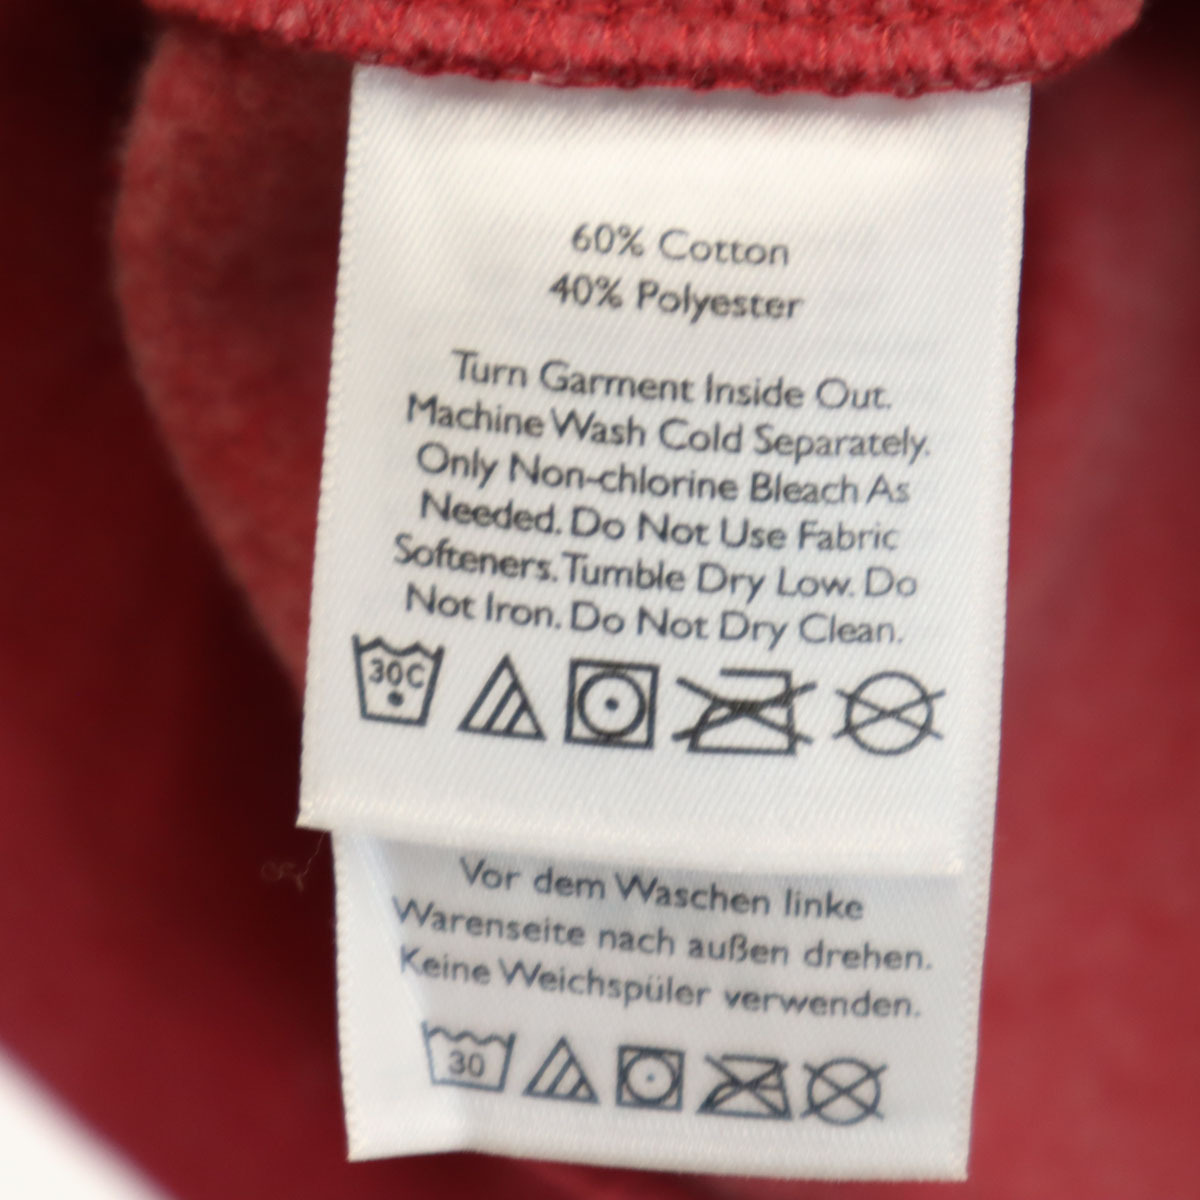 60% Cotton
40% Polyester
Turn Garment Inside Out.
Machine Wash Cold Separately.
Only Non-chlorine Bleach As
Needed. Do Not Use Fabric
Softeners. Tumble Dry Low. Do
Not Iron. Do Not Dry Clean.
30C
Vor dem Waschen linke
Warenseite nach außen drehen.
Keine Weichspüler verwenden.
30